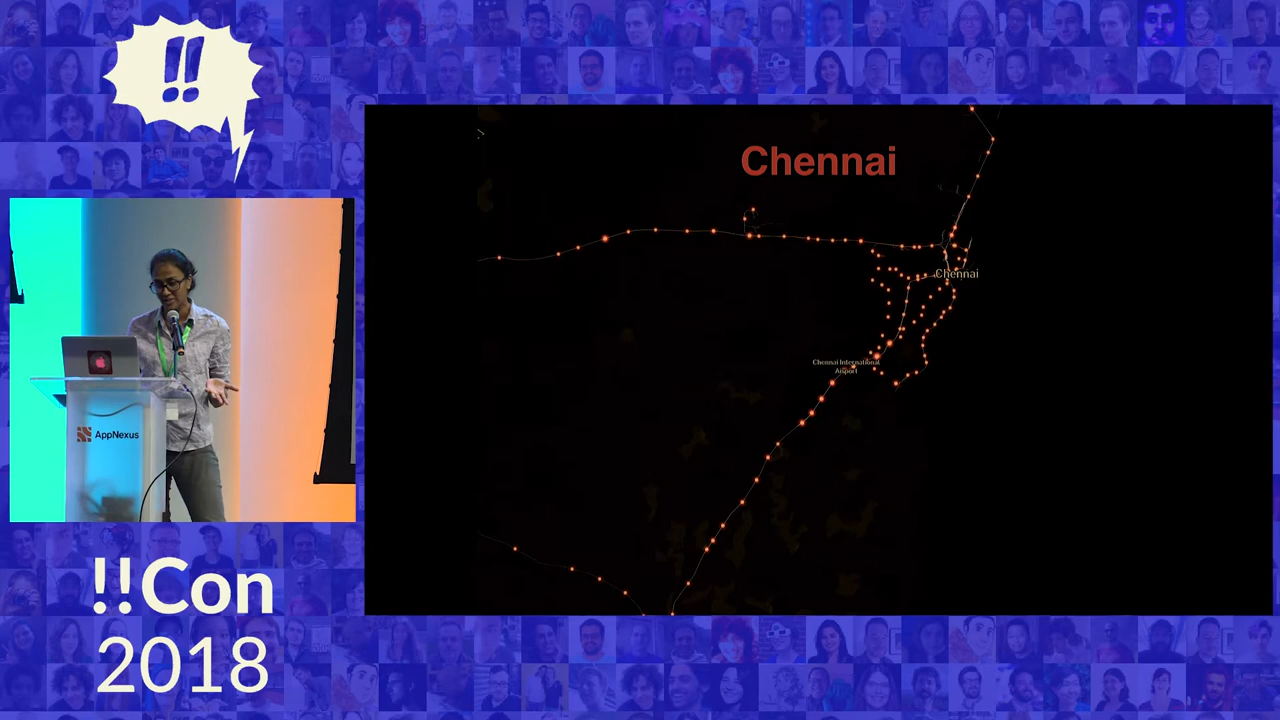 !!
Chennai
Chennai
Chennai International
Airport
AppNexus
!!Con
2018